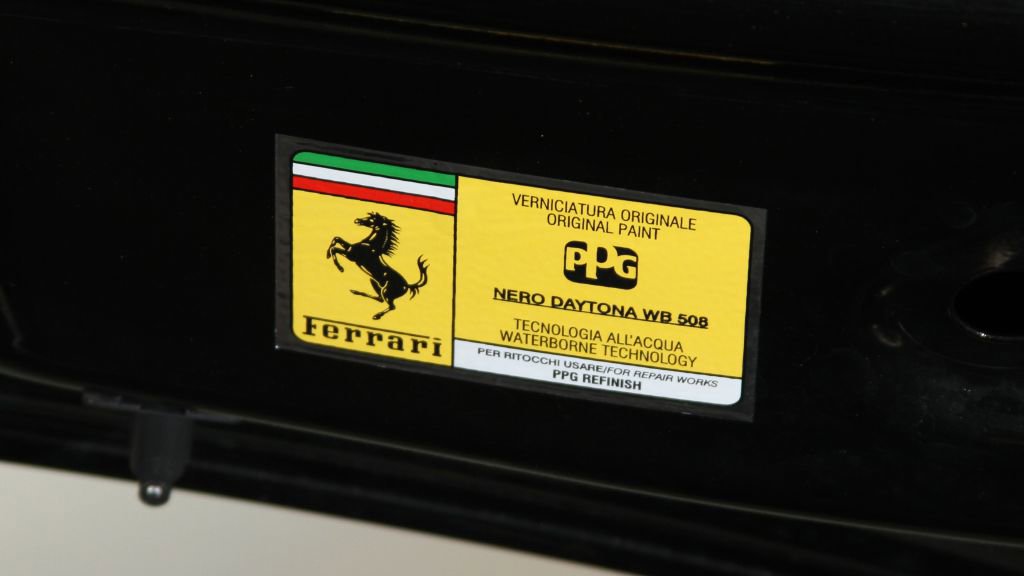 Ferrari
VERNICIATURA ORIGINALE
ORIGINAL PAINT
PPG
NERO DAYTONA WB 508
TECNOLOGIA ALL'ACQUA
WATERBORNE TECHNOLOGY
PER RITOCCHI USARE/FOR REPAIR WORKS
PPG REFINISH